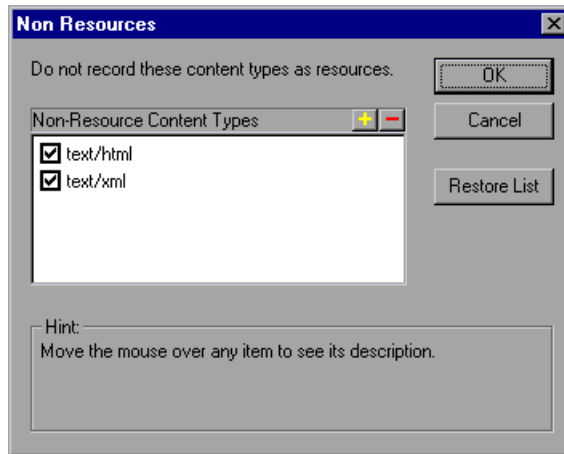 Non Resources
Do not record these content types as resources.
OK
Non-Resource Content Types
Cancel
text/html
text/xml
Restore List
Hint:
Move the mouse over any item to see its description.